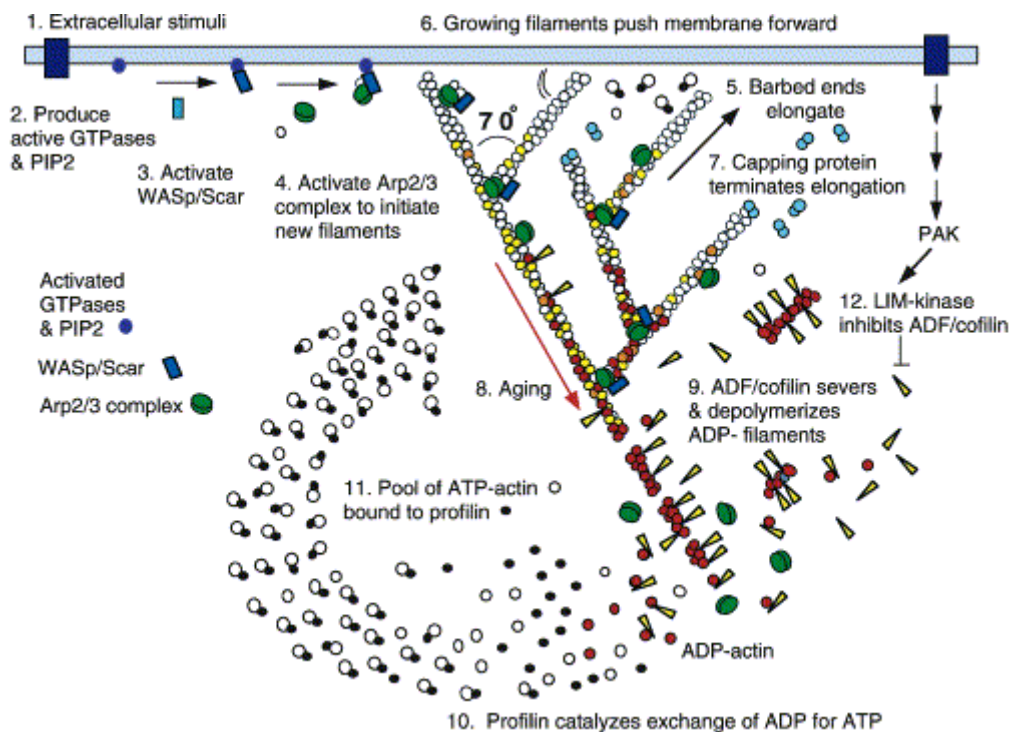 1. Extracellular stimuli
6. Growing filaments push membrane forward
2. Produce
active GTPases
& PIP2
3. Activate
WASp/Scar
4. Activate Arp2/3
complex to initiate
new filaments
70°
5. Barbed ends
elongate
7. Capping protein
terminates elongation
PAK
12. LIM-kinase
inhibits ADF/cofilin
Activated
GTPases
& PIP2
WASp/Scar
Arp2/3 complex
8. Aging
9. ADF/cofilin severs
& depolymerizes
ADP- filaments
11. Pool of ATP-actin
bound to profilin
ADP-actin
10. Profilin catalyzes exchange of ADP for ATP